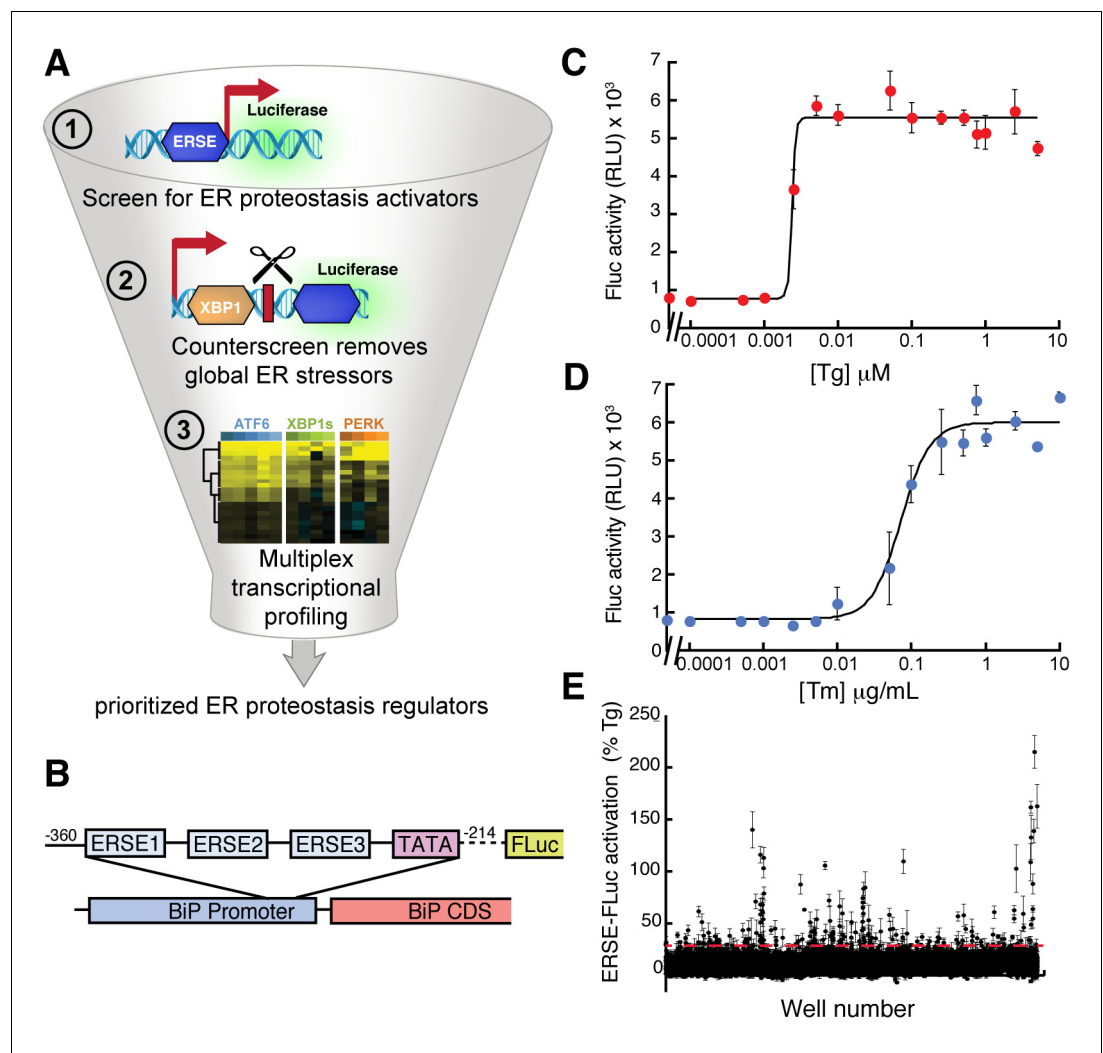 A
1
Luciferase
ERSE
Screen for ER proteostasis activators
2
Luciferase
XBP1
Counterscreen removes
global ER stressors
3
ATF6 XBP1s PERK
Multiplex
transcriptional
profiling
prioritized ER proteostasis regulators
B
-360 ERSE1 ERSE2 ERSE3 TATA -214 FLuc
BiP Promoter BiP CDS
C
Fluc activity (RLU) x 10³
7
6
5
4
3
2
1
0
0.0001 0.001 0.01 0.1 1 10
[Tg] μM
D
Fluc activity (RLU) x 10³
7
6
5
4
3
2
1
0
0.0001 0.001 0.01 0.1 1 10
[Tm] μg/mL
E
ERSE-FLuc activation (% Tg)
250
200
150
100
50
0
Well number